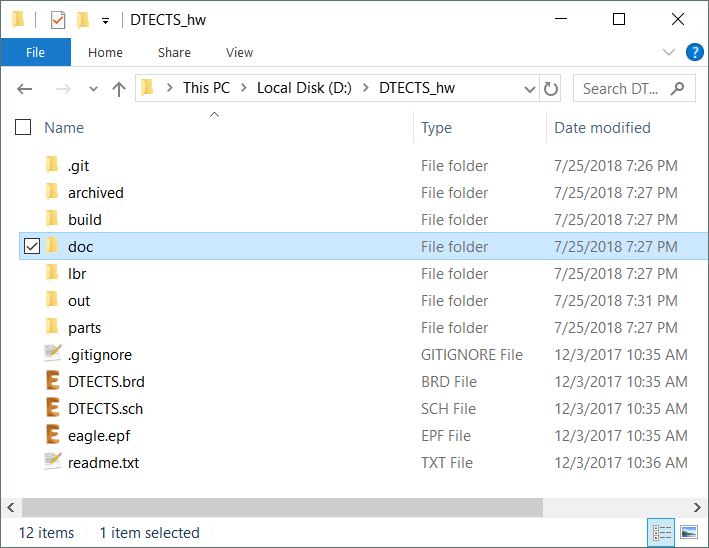 DTECTS_hw
File Home Share View
This PC Local Disk (D:) DTECTS_hw Search DT...
Name Type Date modified
.git File folder 7/25/2018 7:26 PM
archived File folder 7/25/2018 7:27 PM
build File folder 7/25/2018 7:27 PM
doc File folder 7/25/2018 7:27 PM
lbr File folder 7/25/2018 7:27 PM
out File folder 7/25/2018 7:31 PM
parts File folder 7/25/2018 7:27 PM
.gitignore GITIGNORE File 12/3/2017 10:35 AM
DTECTS.brd BRD File 12/3/2017 10:35 AM
DTECTS.sch SCH File 12/3/2017 10:35 AM
eagle.epf EPF File 12/3/2017 10:35 AM
readme.txt TXT File 12/3/2017 10:36 AM
12 items 1 item selected